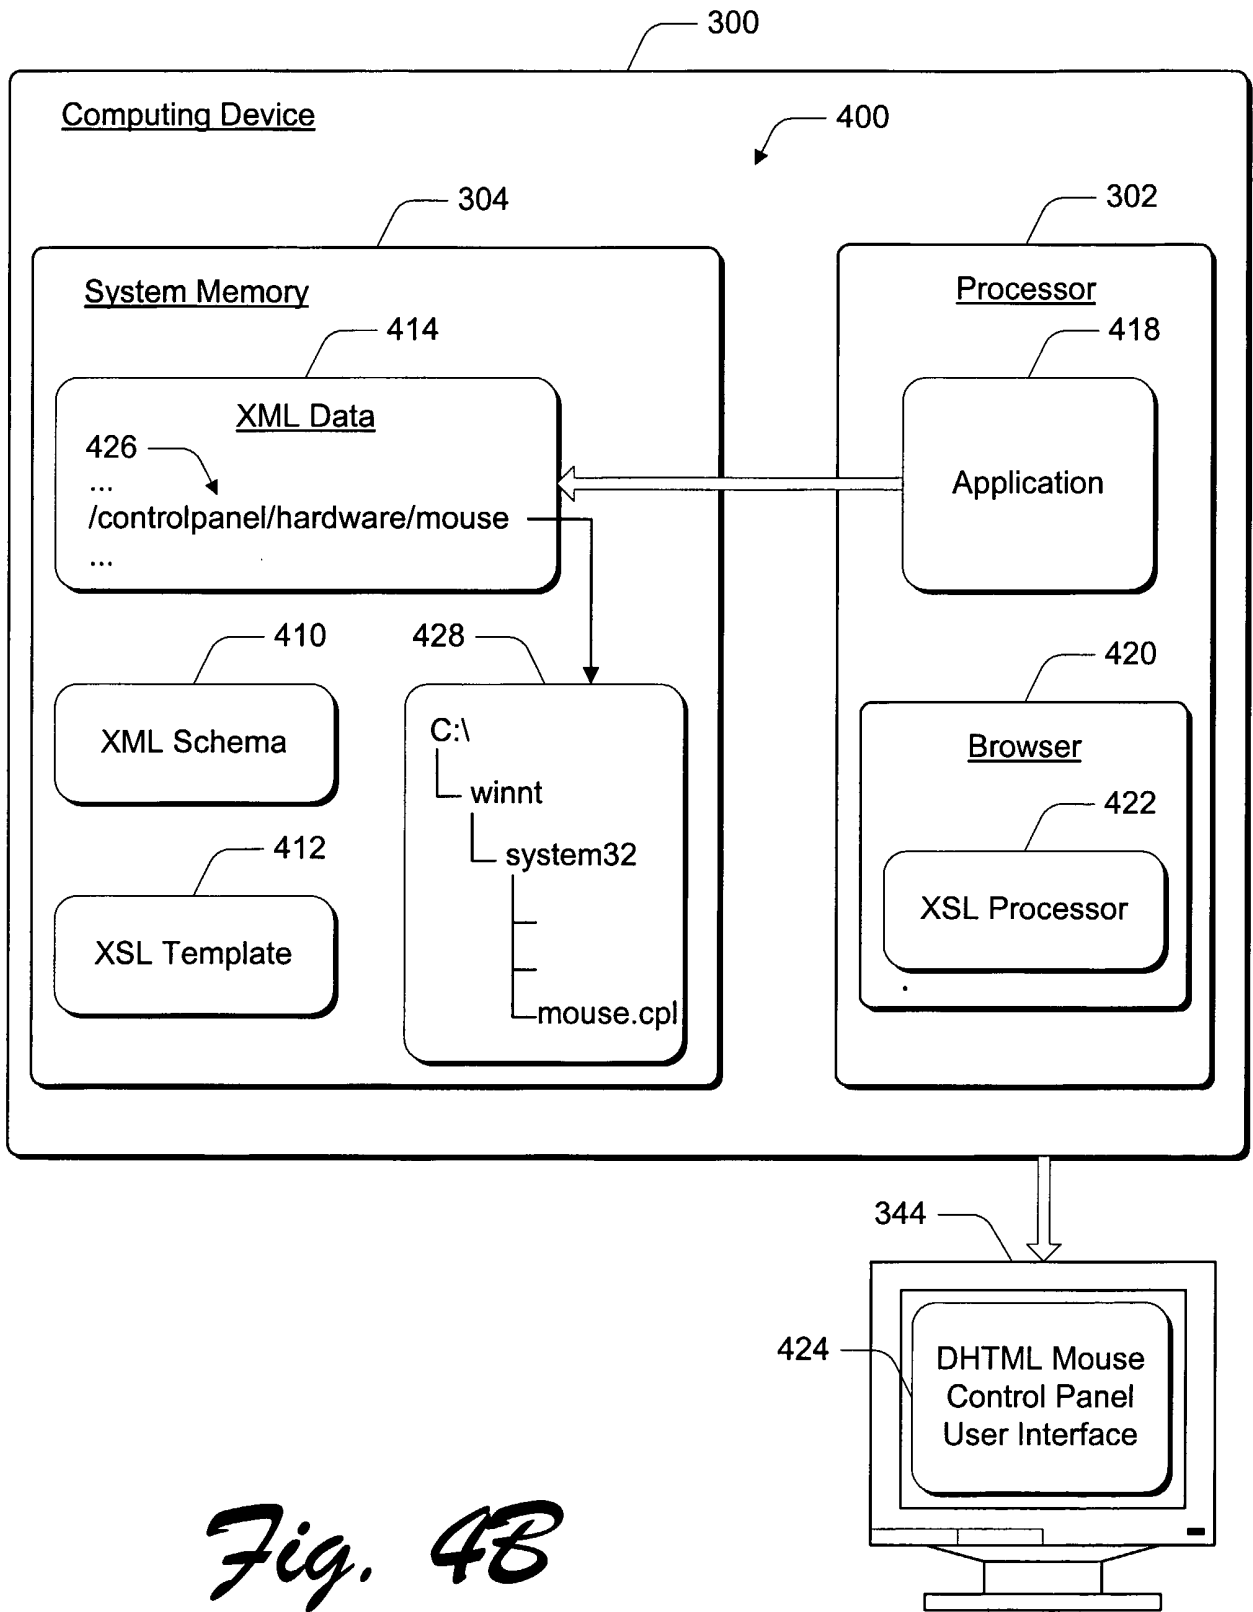 300
Computing Device
400
304
302
System Memory
Processor
414
418
XML Data
426
...
/controlpanel/hardware/mouse
...
Application
410
428
420
XML Schema
C:\
winnt
system32
mouse.cpl
Browser
412
422
XSL Template
XSL Processor
344
424
DHTML Mouse
Control Panel
User Interface
Fig. 4B